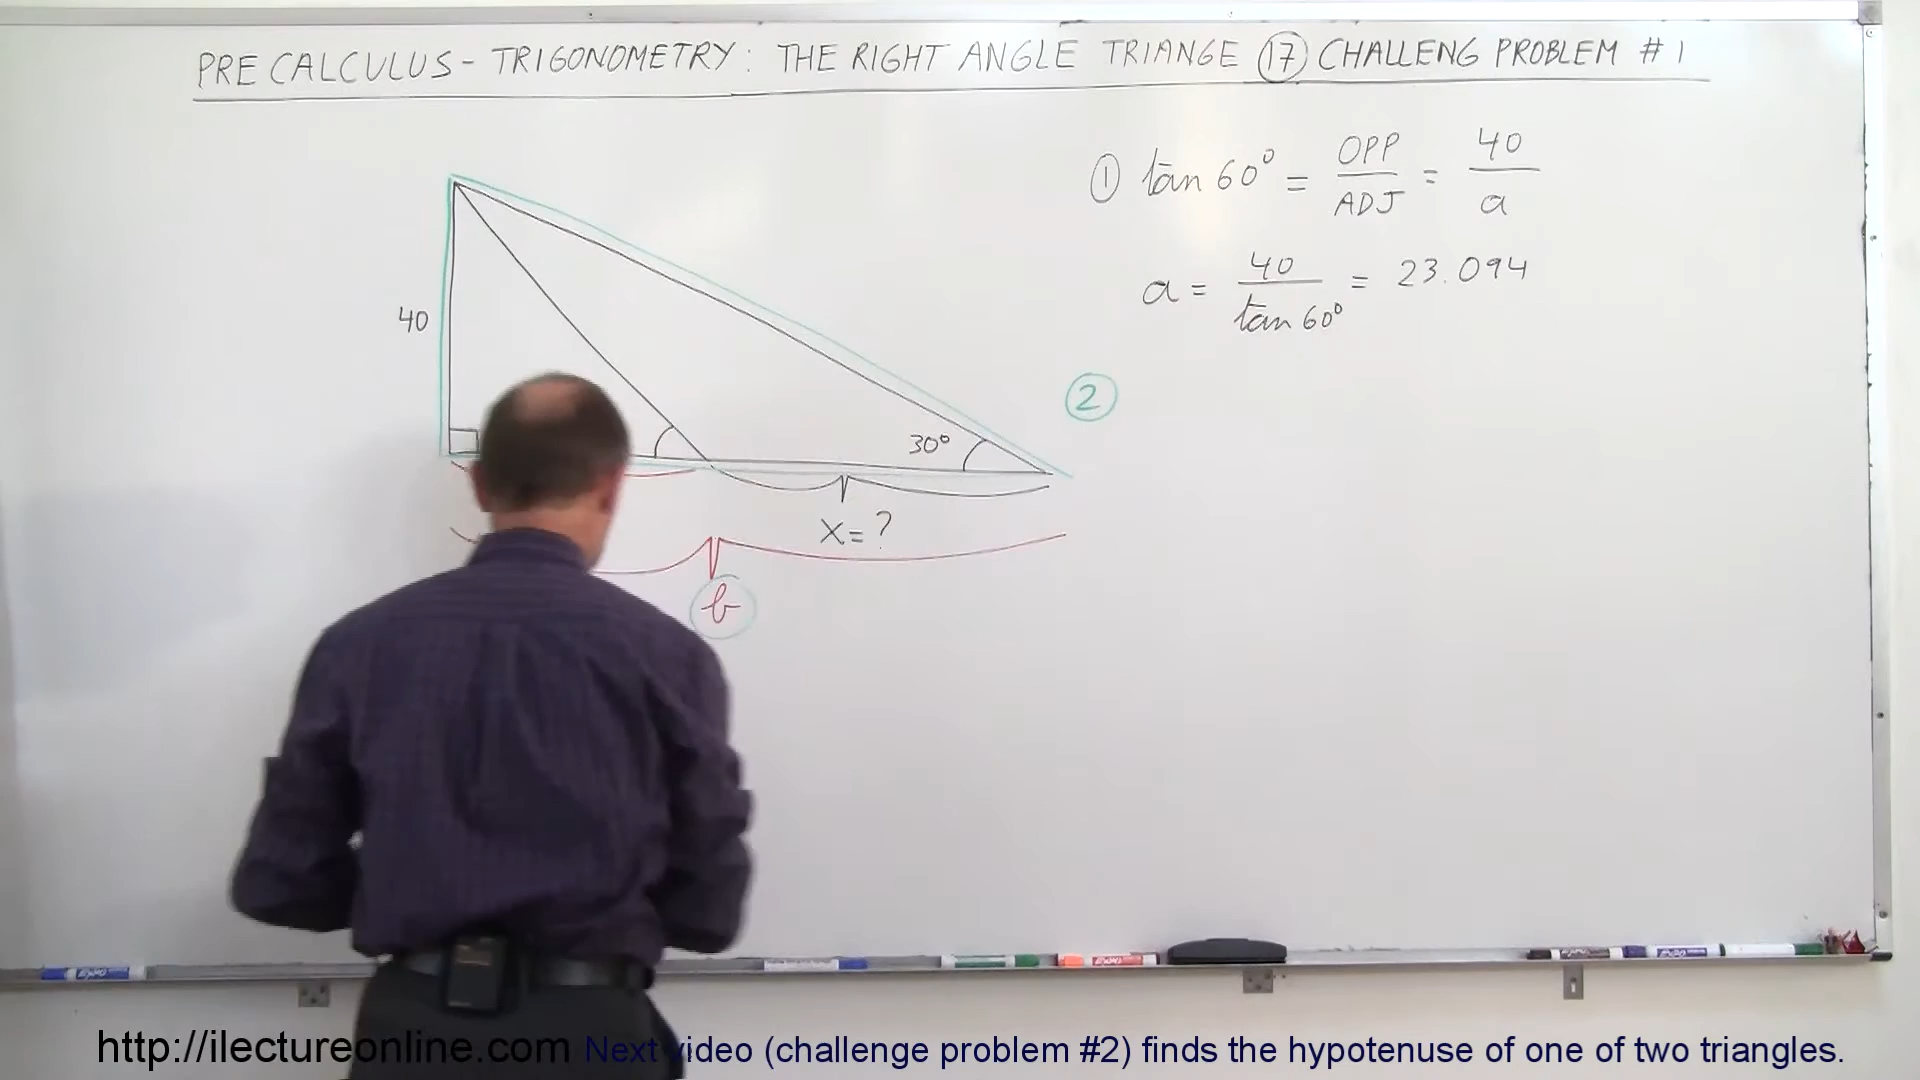 PRE CALCULUS - TRIGONOMETRY: THE RIGHT ANGLE TRIANGE 17 CHALLENG PROBLEM # 1
① tan 60° = OPP/ADJ = 40/a
a = 40/tan 60° = 23.094
40
2
30°
X = ?
b
EXPO
EXPO
http://ilectureonline.com Next video (challenge problem #2) finds the hypotenuse of one of two triangles.